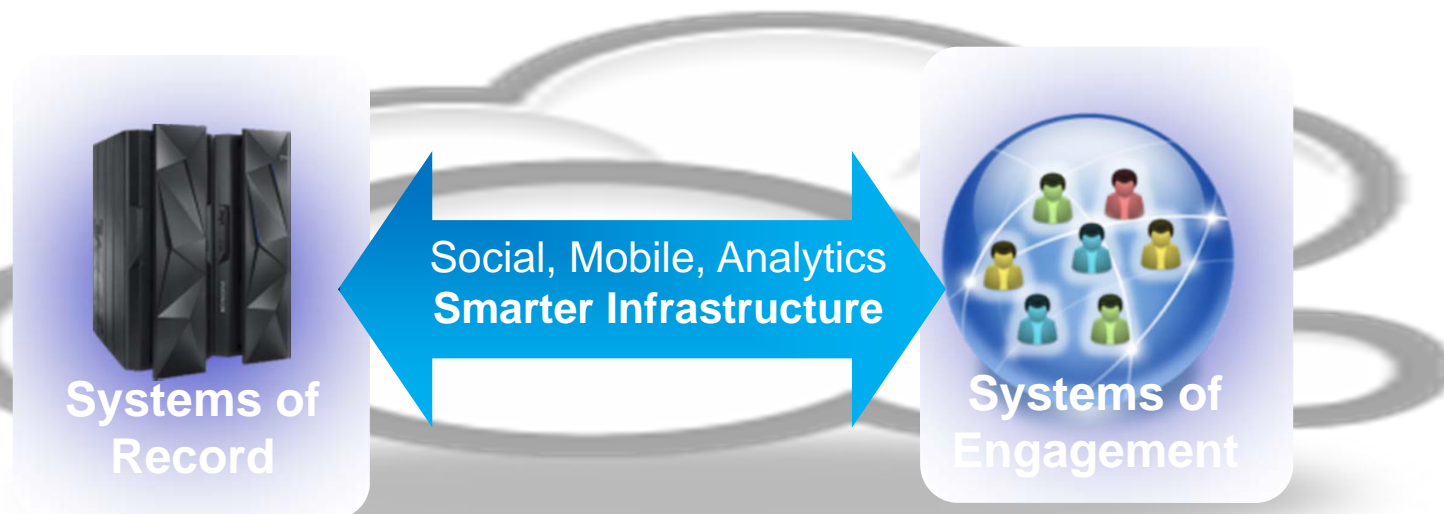 Social, Mobile, Analytics
Smarter Infrastructure
Systems of
Record
Systems of
Engagement